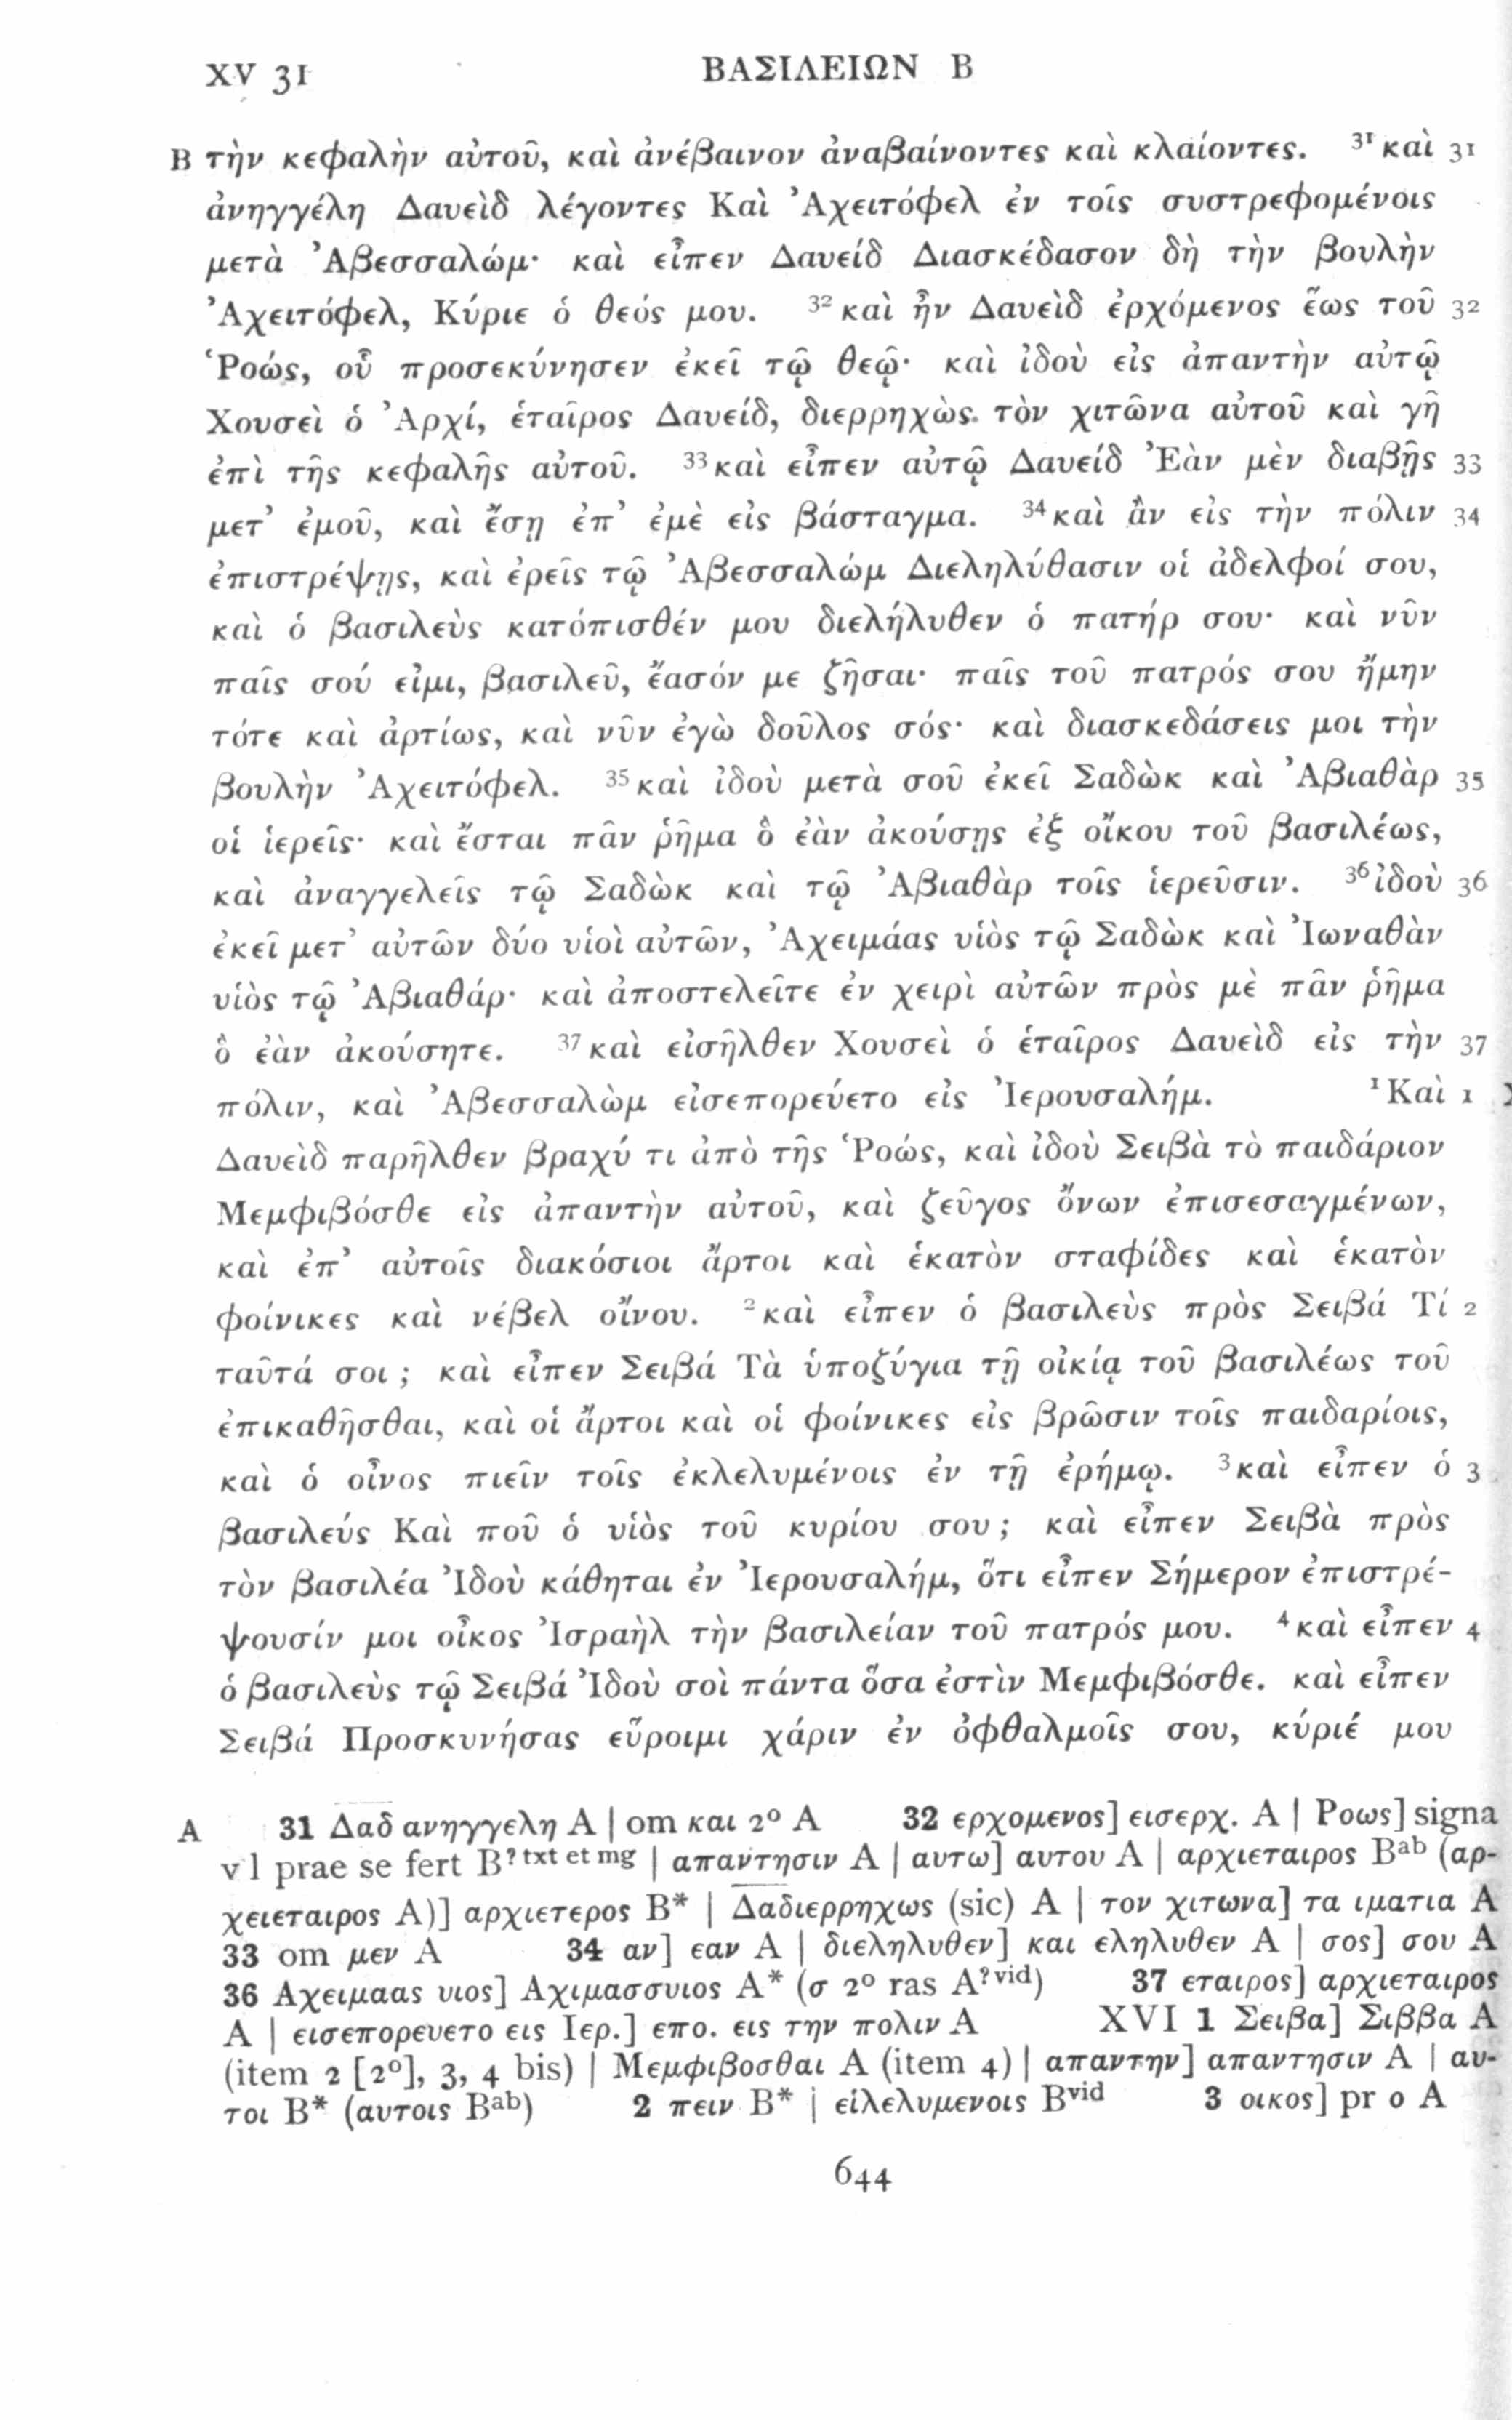 XV 31 ΒΑΣΙΛΕΙΩΝ Β
B τὴν κεφαλὴν αὐτοῦ, καὶ ἀνέβαινον ἀναβαίνοντες καὶ κλαίοντες. ³¹καὶ 31
ἀνηγγέλη Δαυεὶδ λέγοντες Καὶ Ἀχειτόφελ ἐν τοῖς συστρεφομένοις
μετὰ Ἀβεσσαλώμ· καὶ εἶπεν Δαυείδ Διασκέδασον δὴ τὴν βουλὴν
Ἀχειτόφελ, Κύριε ὁ θεός μου. ³²καὶ ἦν Δαυεὶδ ἐρχόμενος ἕως τοῦ 32
Ῥοώς, οὗ προσεκύνησεν ἐκεῖ τῷ θεῷ· καὶ ἰδοὺ εἰς ἀπαντὴν αὐτῷ
Χουσεὶ ὁ Ἀρχί, ἑταῖρος Δαυείδ, διερρηχὼς τὸν χιτῶνα αὐτοῦ καὶ γῆ
ἐπὶ τῆς κεφαλῆς αὐτοῦ. ³³καὶ εἶπεν αὐτῷ Δαυείδ Ἐὰν μὲν διαβῇς 33
μετ’ ἐμοῦ, καὶ ἔσῃ ἐπ’ ἐμὲ εἰς βάσταγμα. ³⁴καὶ ἂν εἰς τὴν πόλιν 34
ἐπιστρέψῃς, καὶ ἐρεῖς τῷ Ἀβεσσαλώμ Διεληλύθασιν οἱ ἀδελφοί σου,
καὶ ὁ βασιλεὺς κατόπισθέν μου διελήλυθεν ὁ πατήρ σου· καὶ νῦν
παῖς σού εἰμι, βασιλεῦ, ἔασόν με ζῆσαι· παῖς τοῦ πατρός σου ἤμην
τότε καὶ ἀρτίως, καὶ νῦν ἐγὼ δοῦλος σός· καὶ διασκεδάσεις μοι τὴν
βουλὴν Ἀχειτόφελ. ³⁵καὶ ἰδοὺ μετὰ σοῦ ἐκεῖ Σαδὼκ καὶ Ἀβιαθὰρ 35
οἱ ἱερεῖς· καὶ ἔσται πᾶν ῥῆμα ὃ ἐὰν ἀκούσῃς ἐξ οἴκου τοῦ βασιλέως,
καὶ ἀναγγελεῖς τῷ Σαδὼκ καὶ τῷ Ἀβιαθὰρ τοῖς ἱερεῦσιν. ³⁶ἰδοὺ 36
ἐκεῖ μετ’ αὐτῶν δύο υἱοὶ αὐτῶν, Ἀχειμάας υἱὸς τῷ Σαδὼκ καὶ Ἰωναθὰν
υἱὸς τῷ Ἀβιαθάρ· καὶ ἀποστελεῖτε ἐν χειρὶ αὐτῶν πρὸς μὲ πᾶν ῥῆμα
ὃ ἐὰν ἀκούσητε. ³⁷καὶ εἰσῆλθεν Χουσεὶ ὁ ἑταῖρος Δαυεὶδ εἰς τὴν 37
πόλιν, καὶ Ἀβεσσαλὼμ εἰσεπορεύετο εἰς Ἰερουσαλήμ. ¹Καὶ 1
Δαυεὶδ παρῆλθεν βραχύ τι ἀπὸ τῆς Ῥοώς, καὶ ἰδοὺ Σειβὰ τὸ παιδάριον
Μεμφιβόσθε εἰς ἀπαντὴν αὐτοῦ, καὶ ζεῦγος ὄνων ἐπισεσαγμένων,
καὶ ἐπ’ αὐτοῖς διακόσιοι ἄρτοι καὶ ἑκατὸν σταφίδες καὶ ἑκατὸν
φοίνικες καὶ νέβελ οἴνου. ²καὶ εἶπεν ὁ βασιλεὺς πρὸς Σειβά Τί 2
ταῦτά σοι; καὶ εἶπεν Σειβά Τὰ ὑποζύγια τῇ οἰκίᾳ τοῦ βασιλέως τοῦ
ἐπικαθῆσθαι, καὶ οἱ ἄρτοι καὶ οἱ φοίνικες εἰς βρῶσιν τοῖς παιδαρίοις,
καὶ ὁ οἶνος πιεῖν τοῖς ἐκλελυμένοις ἐν τῇ ἐρήμῳ. ³καὶ εἶπεν ὁ 3
βασιλεύς Καὶ ποῦ ὁ υἱὸς τοῦ κυρίου σου; καὶ εἶπεν Σειβὰ πρὸς
τὸν βασιλέα Ἰδοὺ κάθηται ἐν Ἰερουσαλήμ, ὅτι εἶπεν Σήμερον ἐπιστρέ-
ψουσίν μοι οἶκος Ἰσραὴλ τὴν βασιλείαν τοῦ πατρός μου. ⁴καὶ εἶπεν 4
ὁ βασιλεὺς τῷ Σειβά Ἰδοὺ σοὶ πάντα ὅσα ἐστὶν Μεμφιβόσθε. καὶ εἶπεν
Σειβά Προσκυνήσας εὕροιμι χάριν ἐν ὀφθαλμοῖς σου, κύριέ μου
A 31 Δαδ ανηγγελη A | om και 2⁰ A 32 ερχομενος] εισερχ. A | Ροως] signa
v l prae se fert B? txt et mg | απαντησιν A | αυτω] αυτου A | αρχιεταιρος Bab (αρ-
χειεταιρος A)] αρχιετερος B* | Δαδιερρηχως (sic) A | τον χιτωνα] τα ιματια A
33 om μεν A 34 αν] εαν A | διεληλυθεν] και εληλυθεν A | σος] σου A
36 Αχειμαας υιος] Αχιμασσυιος A* (σ 2⁰ ras A?vid) 37 εταιρος] αρχιεταιρος
A | εισεπορευετο εις Ιερ.] επο. εις την πολιν A XVI 1 Σειβα] Σιββα A
(item 2 [2⁰], 3, 4 bis) | Μεμφιβοσθαι A (item 4) | απαντην] απαντησιν A | αυ-
τοι B* (αυτοις Bab) 2 πειν B* | εἱλελυμενοις Bvid 3 οικος] pr ο A
644